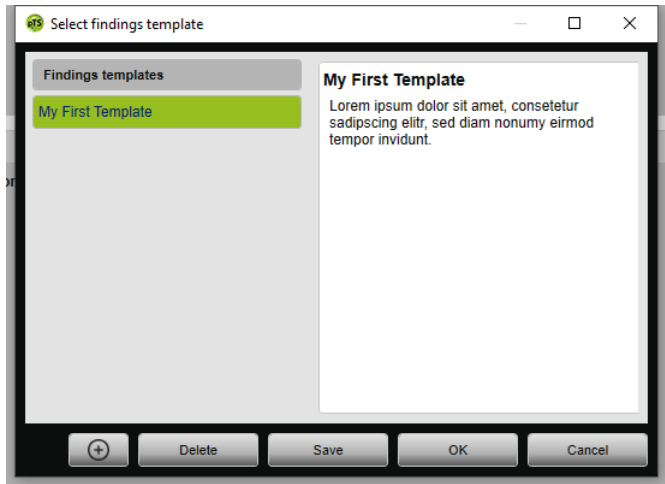 PTS Select findings template
Findings templates
My First Template
My First Template
Lorem ipsum dolor sit amet, consetetur
sadipscing elitr, sed diam nonumy eirmod
tempor invidunt.
Delete Save OK Cancel